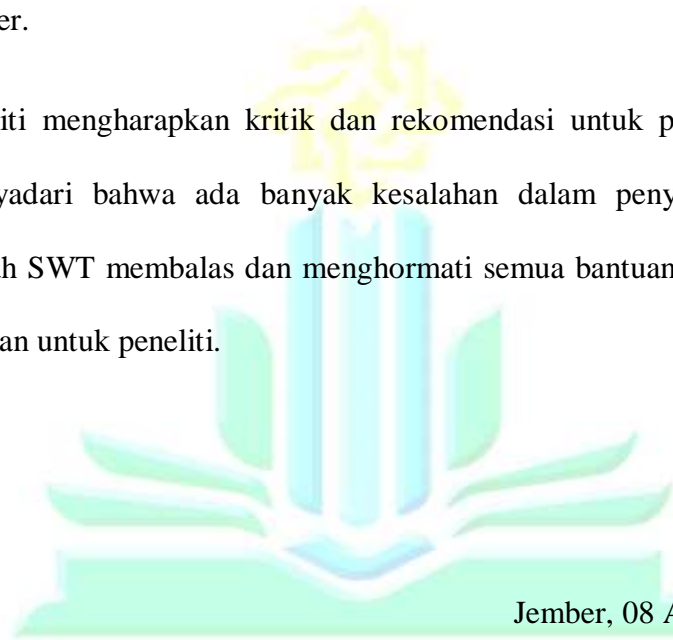 er.
iti mengharapkan kritik dan rekomendasi untuk p
yadari bahwa ada banyak kesalahan dalam peny
h SWT membalas dan menghormati semua bantuan
an untuk peneliti.
Jember, 08 A